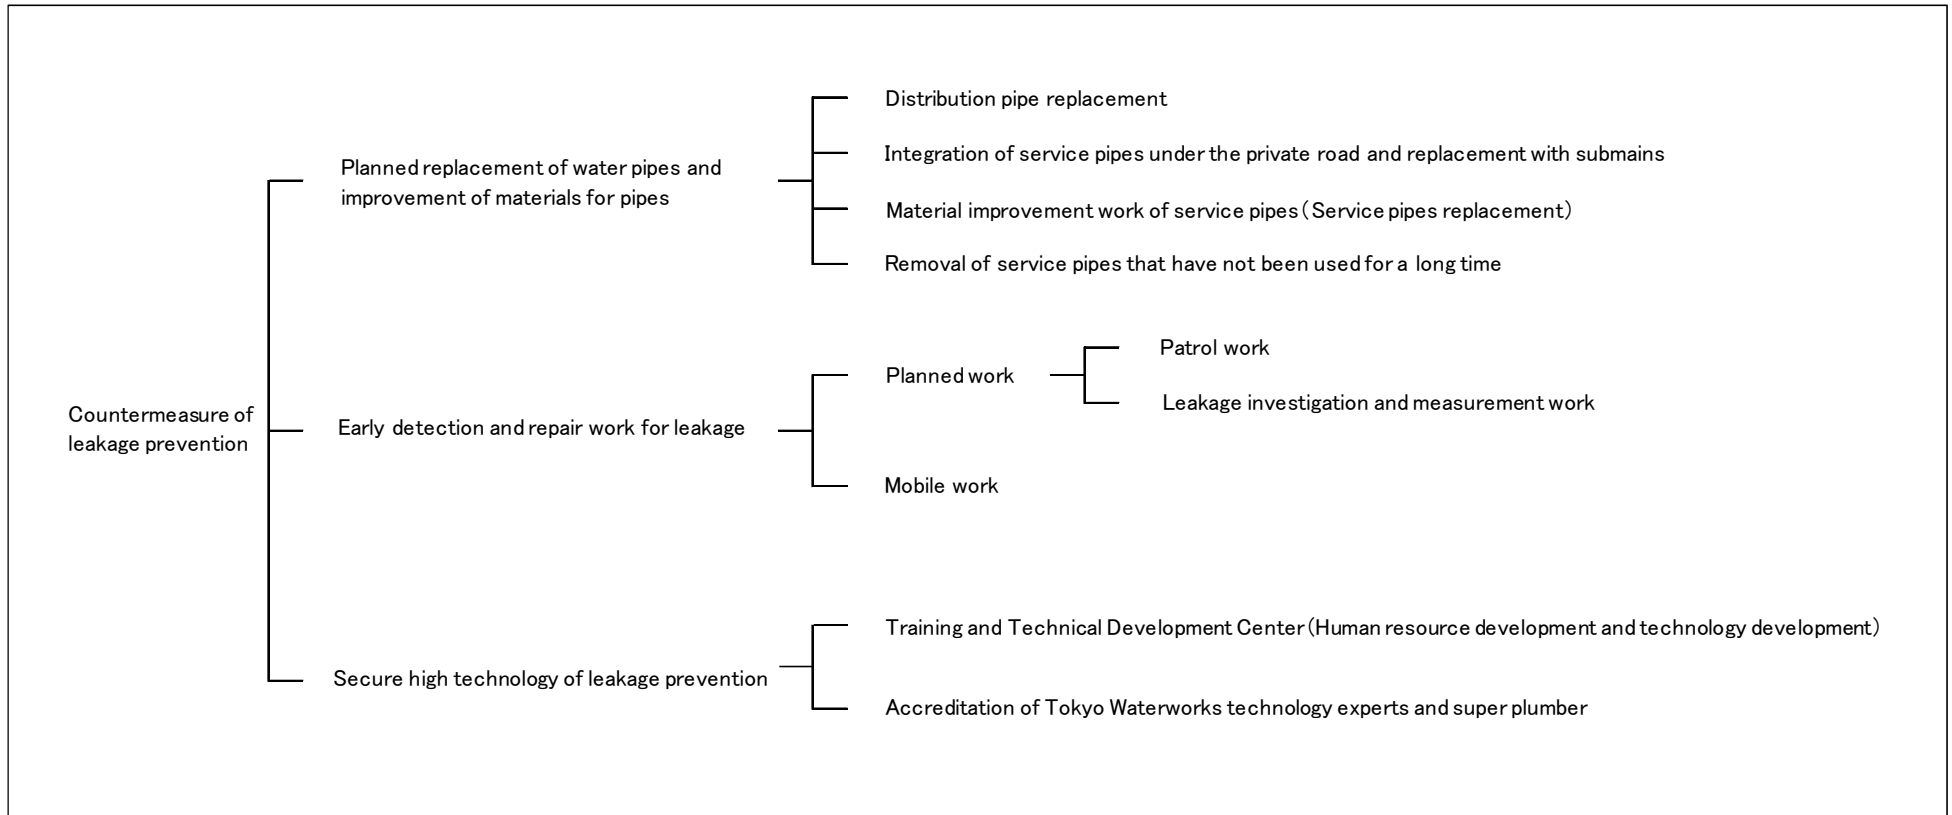 Distribution pipe replacement
Integration of service pipes under the private road and replacement with submains
Planned replacement of water pipes and
improvement of materials for pipes
Material improvement work of service pipes(Service pipes replacement)
Removal of service pipes that have not been used for a long time
Patrol work
Planned work
Leakage investigation and measurement work
Countermeasure of
leakage prevention
Early detection and repair work for leakage
Mobile work
Training and Technical Development Center(Human resource development and technology development)
Secure high technology of leakage prevention
Accreditation of Tokyo Waterworks technology experts and super plumber